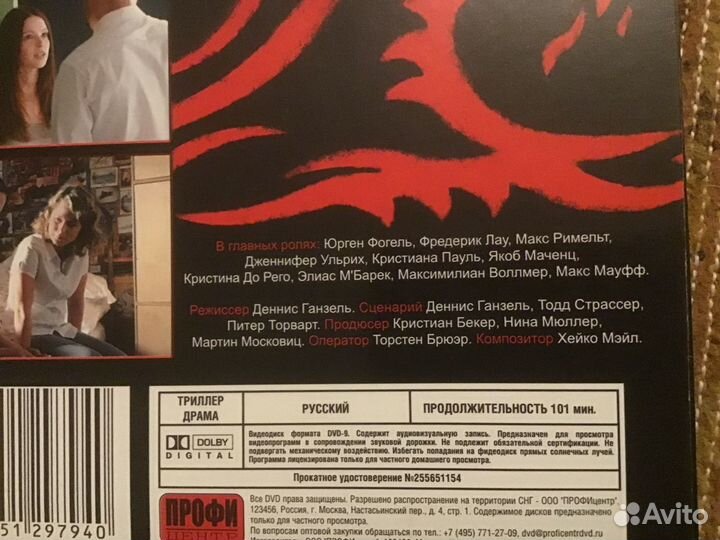 В главных ролях: Юрген Фогель, Фредерик Лау, Макс Римельт,
Дженнифер Ульрих, Кристиана Пауль, Якоб Маченц,
Кристина До Рего, Элиас М'Барек, Максимилиан Воллмер, Макс Мауфф.
Режиссер Деннис Ганзель. Сценарий Деннис Ганзель, Тодд Страссер,
Питер Торварт. Продюсер Кристиан Бекер, Нина Мюллер,
Мартин Московиц. Оператор Торстен Брюэр. Композитор Хейко Мэйл.
ТРИЛЛЕР
ДРАМА
РУССКИЙ
ПРОДОЛЖИТЕЛЬНОСТЬ 101 мин.
DOLBY
DIGITAL
Видеодиск формата DVD-9. Содержит аудиовизуальную запись. Предназначен для просмотра
видеопрограмм в сопровождении звуковой дорожки. Не подлежит обязательной сертификации. Не
подвергать механическому воздействию. Избегать попадания на фидеодиск прямых солнечных лучей.
Программа лицензирована только для частного домашнего просмотра.
Прокатное удостоверение №255651154
51297940
ПРОФИ
ЦЕНТР
Все DVD права защищены. Разрешено распространение на территории СНГ - ООО "ПРОФИцентр",
123456, Россия, г. Москва, Настасьинский пер., д. 4, стр. 1. Содержимое дисков предназначено
только для частного просмотра.
По вопросам оптовых закупок обращаться по тел.: +7 (495) 771-27-09, dvd@proficentrdvd.ru
Avito